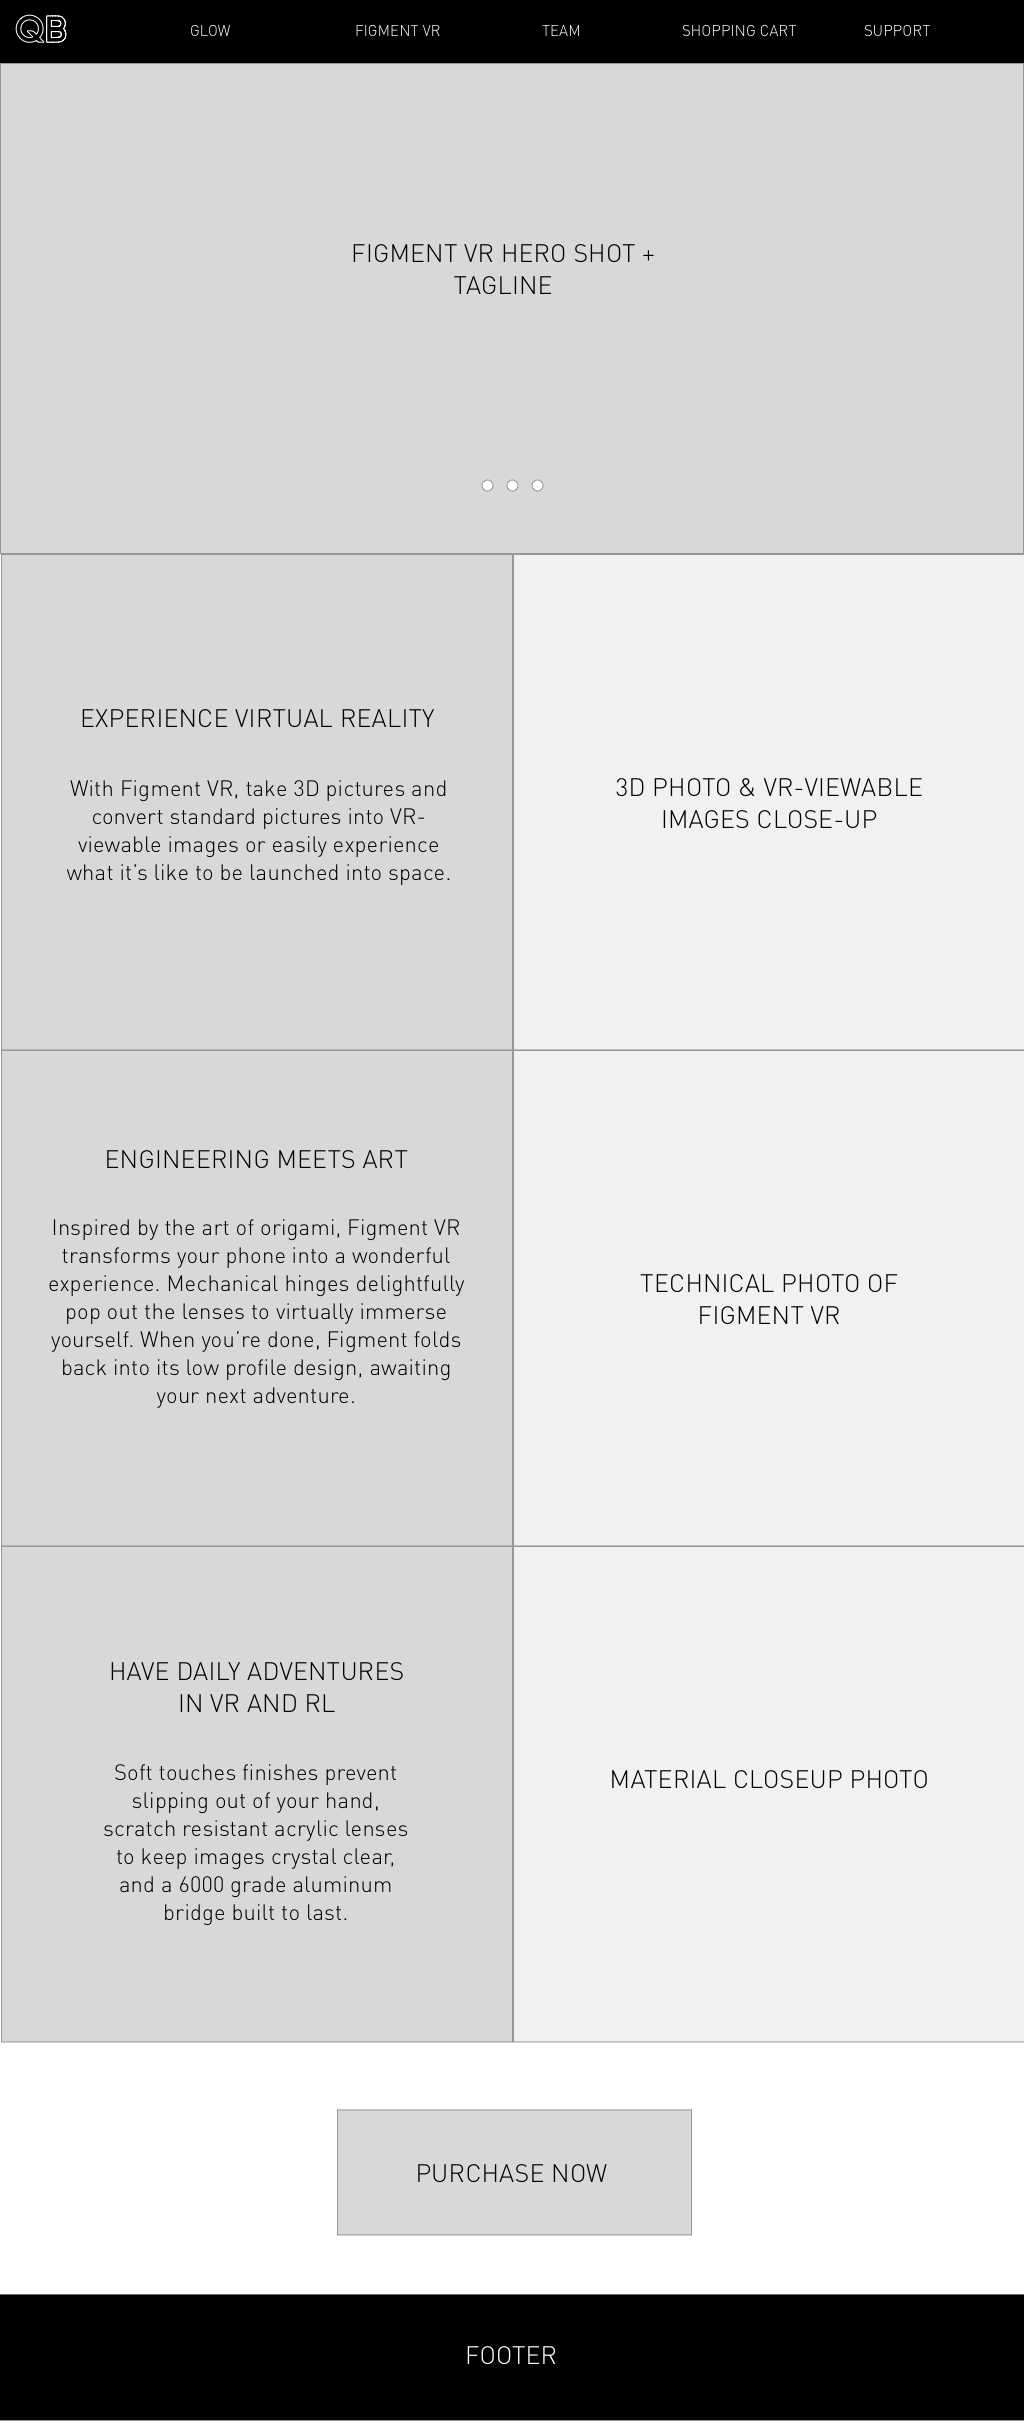 QB
GLOW
FIGMENT VR
TEAM
SHOPPING CART
SUPPORT
FIGMENT VR HERO SHOT +
TAGLINE
EXPERIENCE VIRTUAL REALITY
With Figment VR, take 3D pictures and
convert standard pictures into VR-
viewable images or easily experience
what it’s like to be launched into space.
3D PHOTO & VR-VIEWABLE
IMAGES CLOSE-UP
ENGINEERING MEETS ART
Inspired by the art of origami, Figment VR
transforms your phone into a wonderful
experience. Mechanical hinges delightfully
pop out the lenses to virtually immerse
yourself. When you’re done, Figment folds
back into its low profile design, awaiting
your next adventure.
TECHNICAL PHOTO OF
FIGMENT VR
HAVE DAILY ADVENTURES
IN VR AND RL
Soft touches finishes prevent
slipping out of your hand,
scratch resistant acrylic lenses
to keep images crystal clear,
and a 6000 grade aluminum
bridge built to last.
MATERIAL CLOSEUP PHOTO
PURCHASE NOW
FOOTER